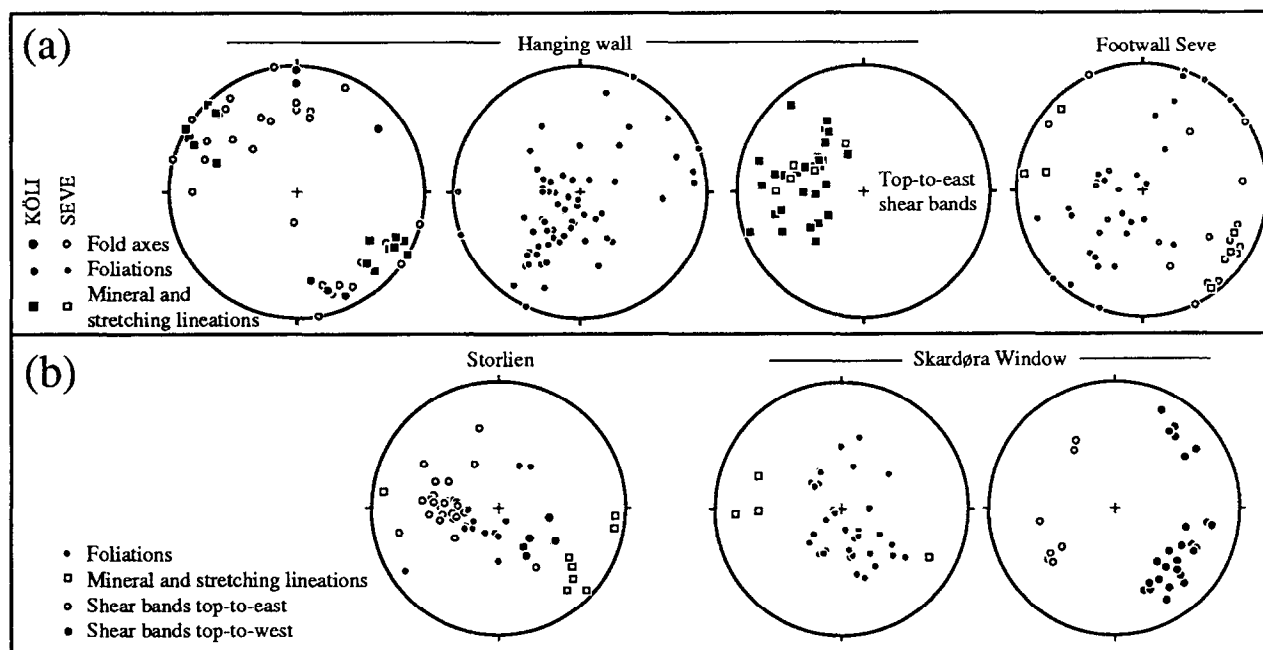 (a)
Hanging wall
Footwall Seve
KÖLI
SEVE
Fold axes
Foliations
Mineral and
stretching lineations
Top-to-east
shear bands
(b)
Storlien
Skardøra Window
Foliations
Mineral and stretching lineations
Shear bands top-to-east
Shear bands top-to-west